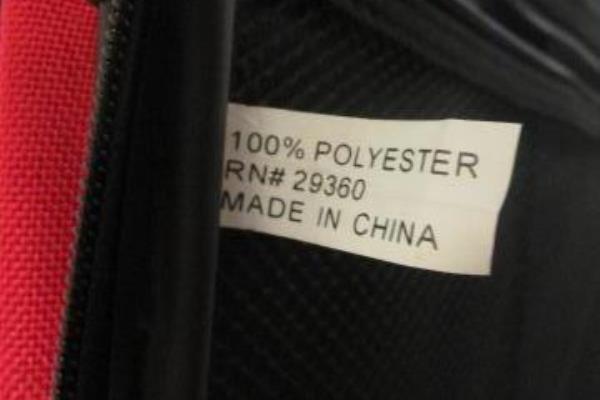 100% POLYESTER
RN# 29360
MADE IN CHINA